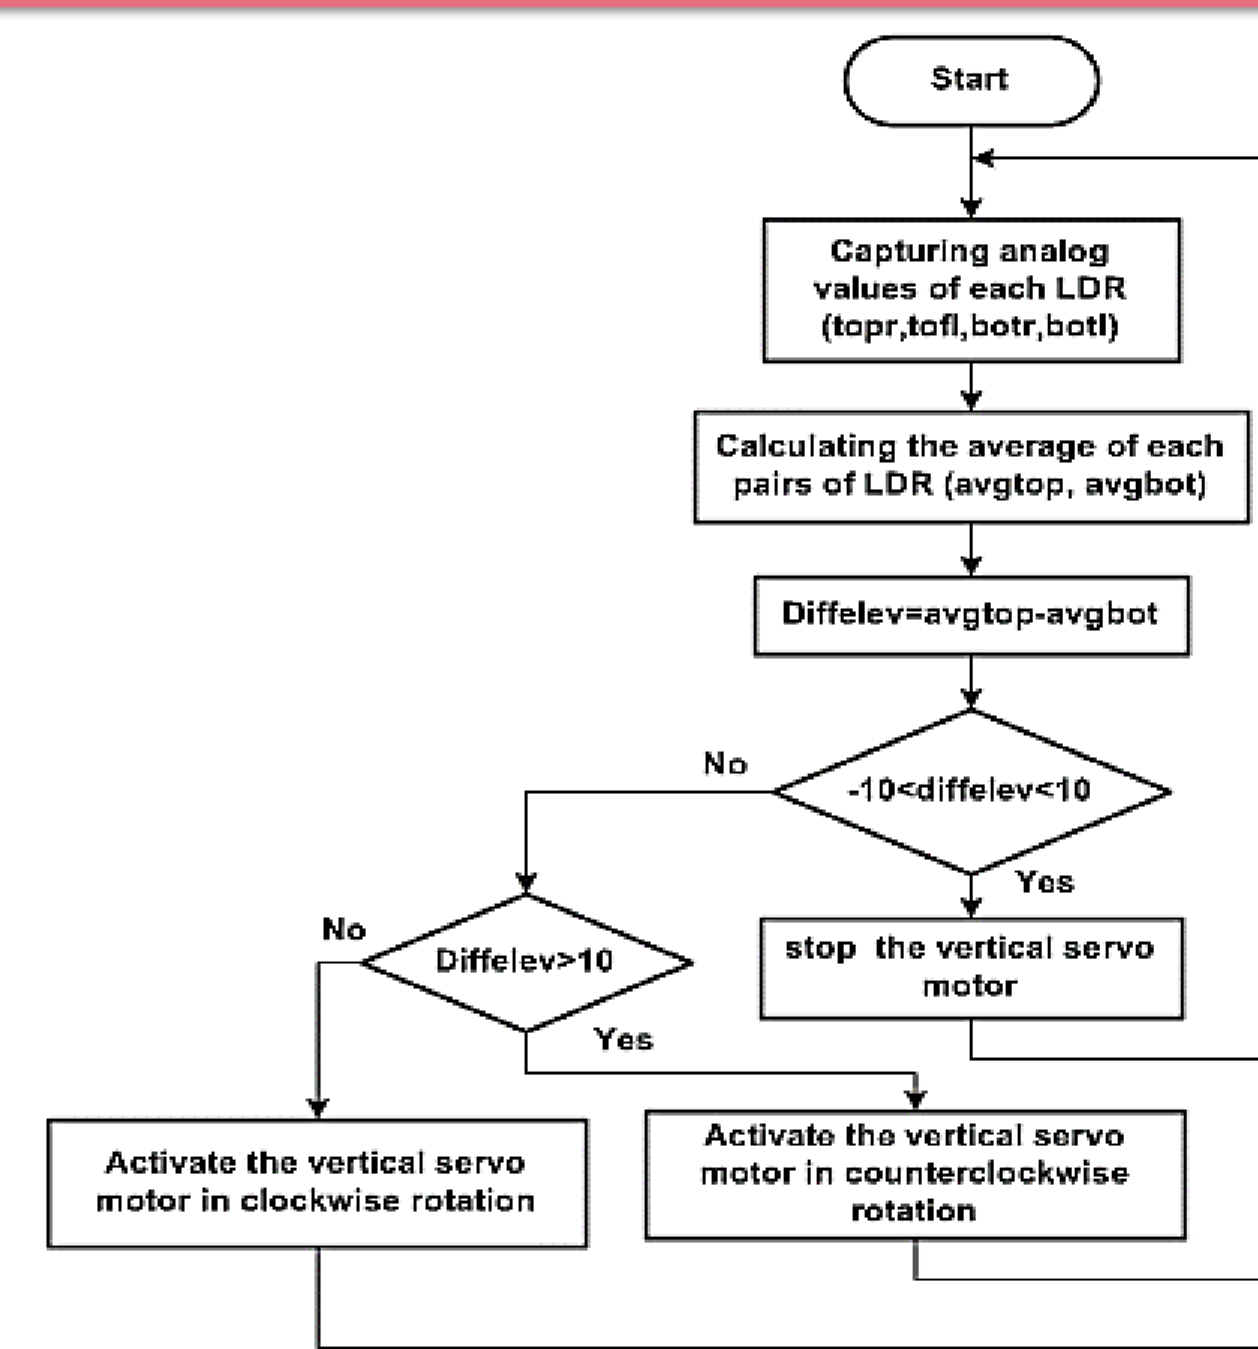 Start
Capturing analog
values of each LDR
(topr,tofl,botr,botl)
Calculating the average of each
pairs of LDR (avgtop, avgbot)
Diffelev=avgtop-avgbot
No
-10<diffelev<10
Yes
No
Diffelev>10
stop the vertical servo
motor
Yes
Activate the vertical servo
motor in clockwise rotation
Activate the vertical servo
motor in counterclockwise
rotation